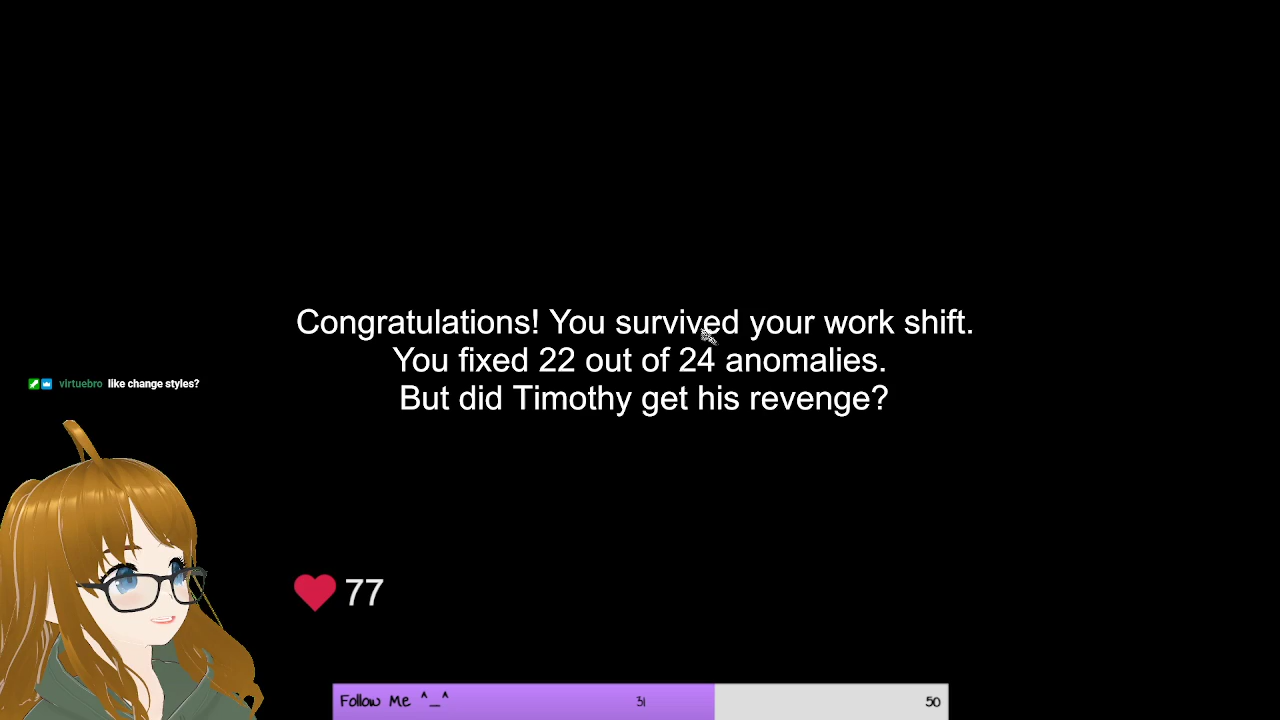 Congratulations! You survived your work shift.
You fixed 22 out of 24 anomalies.
But did Timothy get his revenge?
virtuebro like change styles?
77
Follow Me ^_^ 31 50